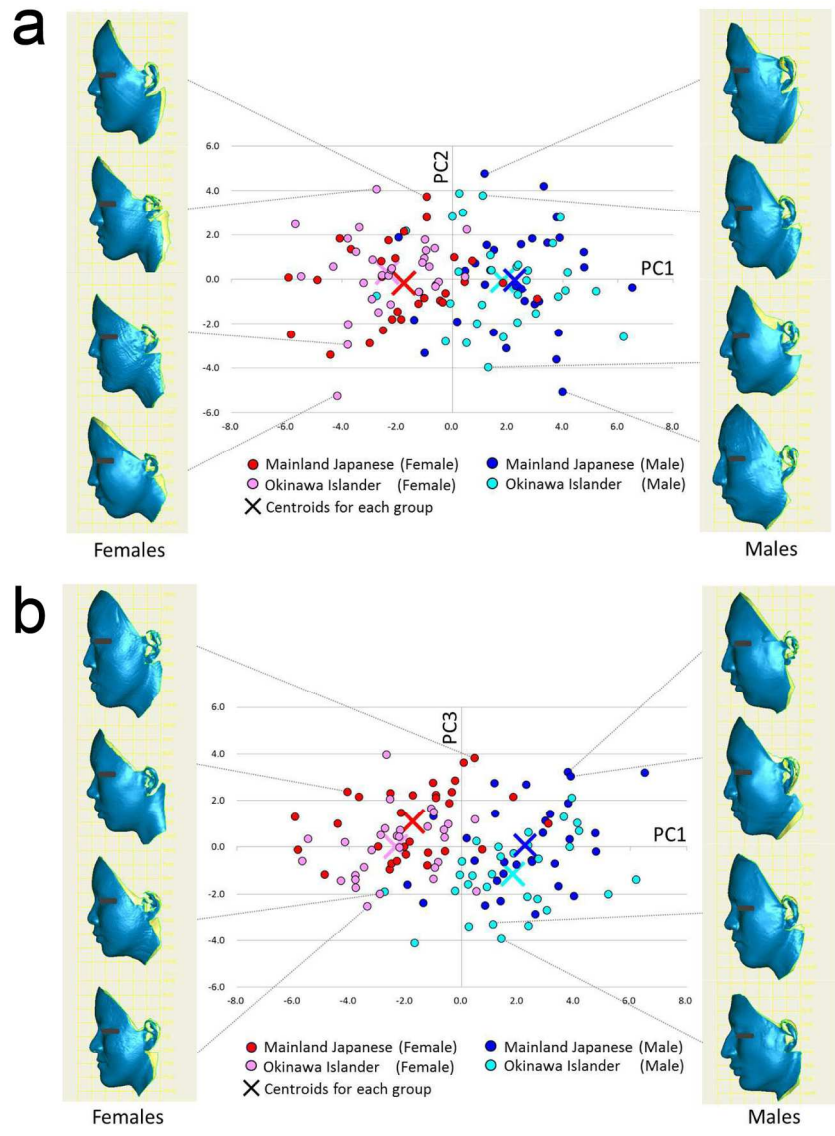 a
PC2
6.0
4.0
2.0
0.0
-2.0
-4.0
-6.0
PC1
-8.0 -6.0 -4.0 -2.0 0.0 2.0 4.0 6.0 8.0
Mainland Japanese (Female) Mainland Japanese (Male)
Okinawa Islander (Female) Okinawa Islander (Male)
Centroids for each group
Females
Males
b
PC3
6.0
4.0
2.0
0.0
-2.0
-4.0
-6.0
PC1
-8.0 -6.0 -4.0 -2.0 0.0 2.0 4.0 6.0 8.0
Mainland Japanese (Female) Mainland Japanese (Male)
Okinawa Islander (Female) Okinawa Islander (Male)
Centroids for each group
Females
Males